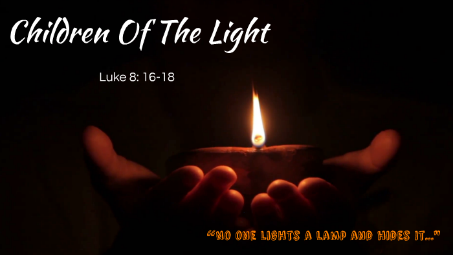 Children Of The Light
Luke 8: 16-18
“NO ONE LIGHTS A LAMP AND HIDES IT...”